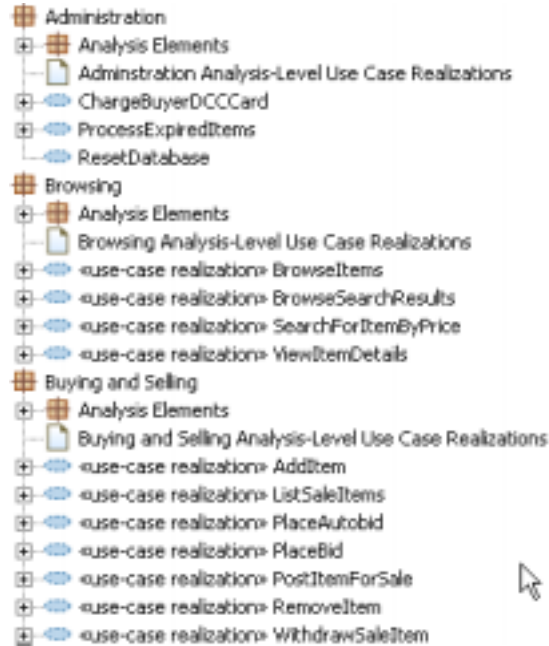 Administration
Analysis Elements
Adminstration Analysis-Level Use Case Realizations
ChargeBuyerDCCCard
ProcessExpiredItems
ResetDatabase
Browsing
Analysis Elements
Browsing Analysis-Level Use Case Realizations
«use-case realization» BrowseItems
«use-case realization» BrowseSearchResults
«use-case realization» SearchForItemByPrice
«use-case realization» ViewItemDetails
Buying and Selling
Analysis Elements
Buying and Selling Analysis-Level Use Case Realizations
«use-case realization» AddItem
«use-case realization» ListSaleItems
«use-case realization» PlaceAutobid
«use-case realization» PlaceBid
«use-case realization» PostItemForSale
«use-case realization» RemoveItem
«use-case realization» WithdrawSaleItem